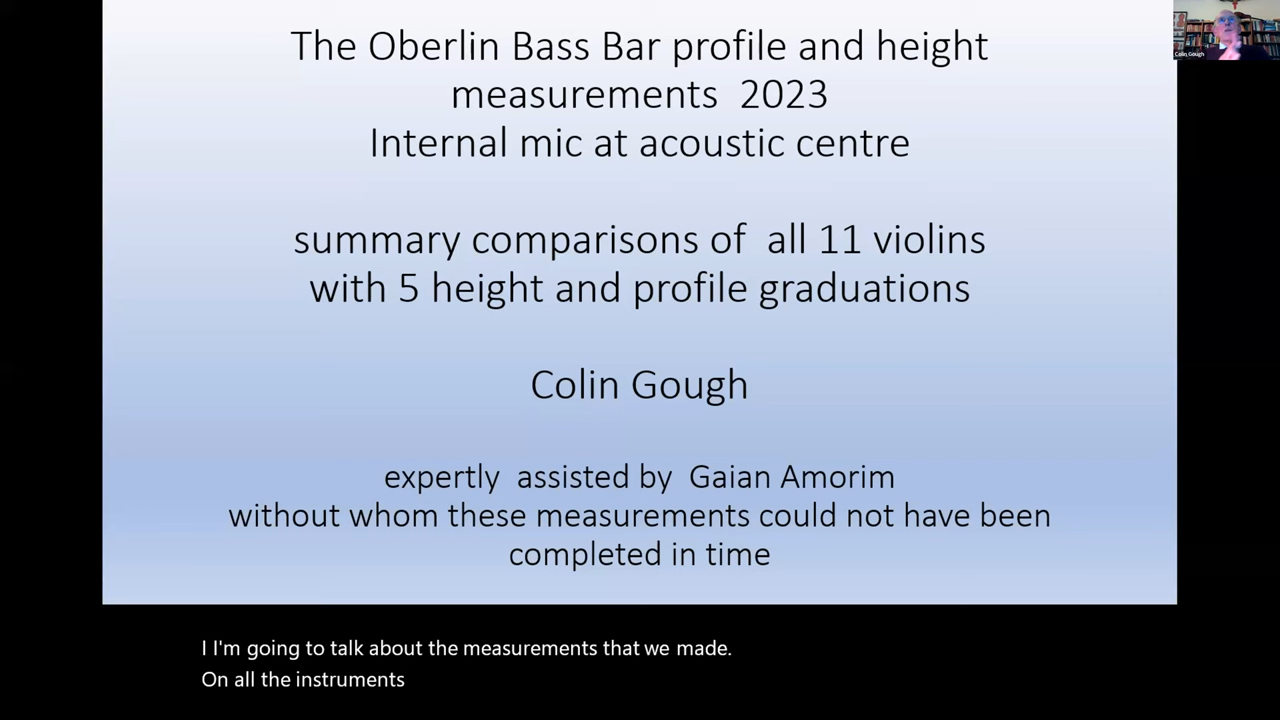 The Oberlin Bass Bar profile and height
measurements 2023
Internal mic at acoustic centre
summary comparisons of all 11 violins
with 5 height and profile graduations
Colin Gough
expertly assisted by Gaian Amorim
without whom these measurements could not have been
completed in time
Colin Gough
I I'm going to talk about the measurements that we made.
On all the instruments